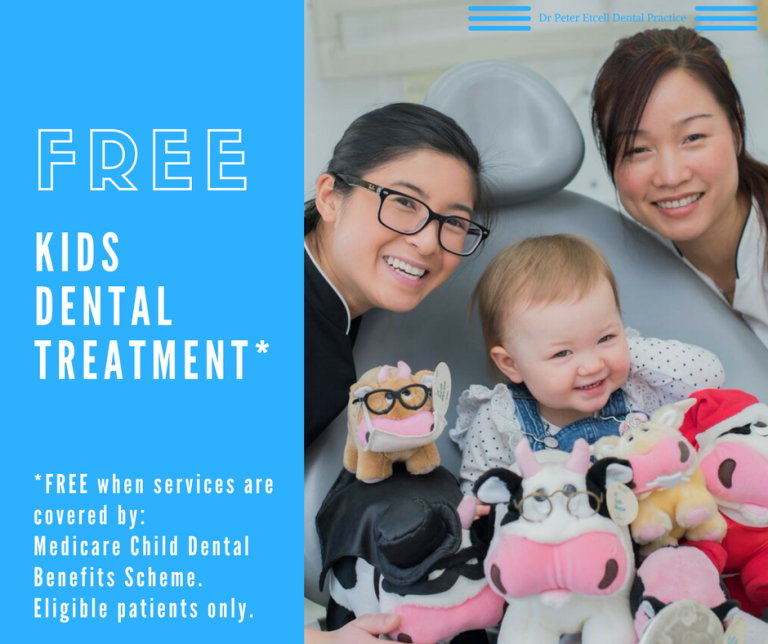 Dr Peter Etcell Dental Practice
FREE
KIDS
DENTAL
TREATMENT*
*FREE when services are
covered by:
Medicare Child Dental
Benefits Scheme.
Eligible patients only.